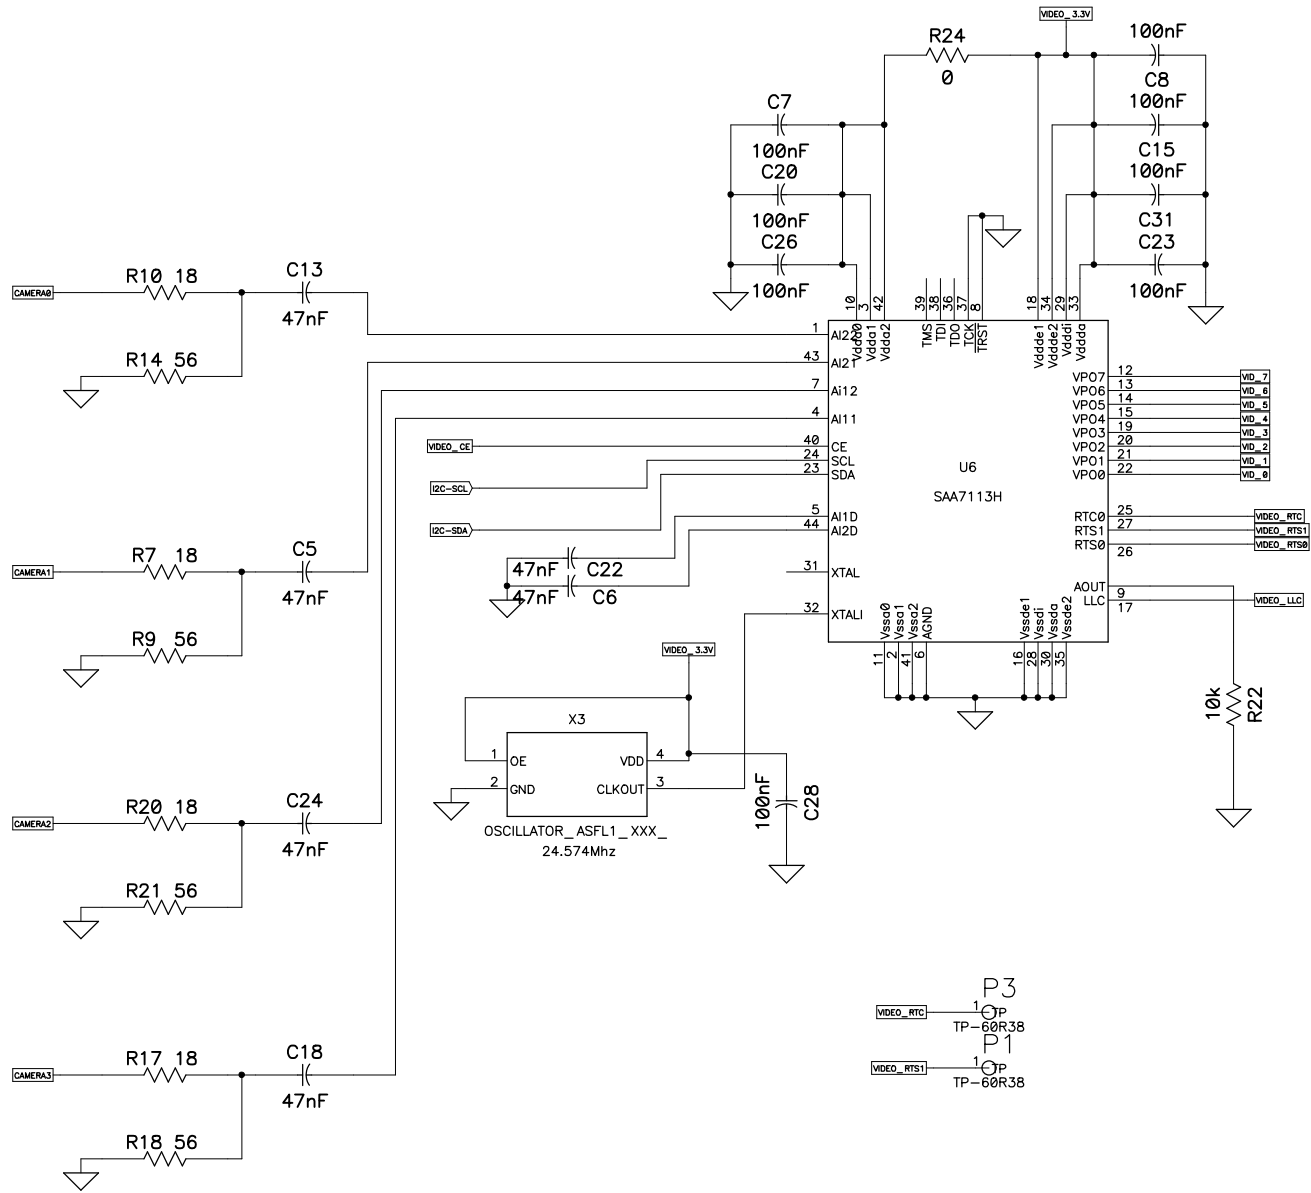 VIDEO_3.3V
R24
0
100nF
C8
100nF
C15
100nF
C31
C23
100nF
C7
100nF
C20
100nF
C26
100nF
10
3
42
39
38
36
37
8
18
34
29
33
Vdda0
Vdda1
Vdda2
TMS
TDI
TDO
TCK
TRST
Vddde1
Vddde2
Vdddi
Vddda
CAMERA0
R10 18
C13
47nF
R14 56
1 AI22
43 AI21
7 Ai12
4 AI11
VIDEO_CE
40 CE
24 SCL
23 SDA
I2C-SCL
I2C-SDA
5 AI1D
44 AI2D
47nF C22
47nF C6
31 XTAL
32 XTALI
U6
SAA7113H
VPO7 12 VID_7
VPO6 13 VID_6
VPO5 14 VID_5
VPO4 15 VID_4
VPO3 19 VID_3
VPO2 20 VID_2
VPO1 21 VID_1
VPO0 22 VID_0
RTC0 25 VIDEO_RTC
RTS1 27 VIDEO_RTS1
RTS0 26 VIDEO_RTS0
AOUT 9
LLC 17 VIDEO_LLC
Vssa0
Vssa1
Vssa2
AGND
Vssde1
Vssdi
Vssda
Vssde2
11
2
41
6
16
28
30
35
10k
R22
CAMERA1
R7 18
C5
47nF
R9 56
VIDEO_3.3V
X3
1 OE
2 GND
VDD 4
CLKOUT 3
OSCILLATOR_ASFL1_XXX_
24.574Mhz
100nF
C28
CAMERA2
R20 18
C24
47nF
R21 56
CAMERA3
R17 18
C18
47nF
R18 56
P3
VIDEO_RTC 1 TP
TP-60R38
P1
VIDEO_RTS1 1 TP
TP-60R38